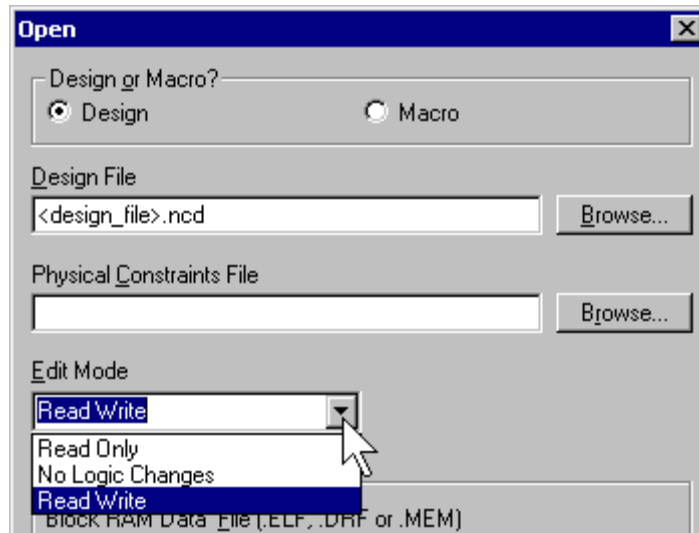 Open
Design or Macro?
Design Macro
Design File
<design_file>.ncd Browse...
Physical Constraints File
Browse...
Edit Mode
Read Write
Read Only
No Logic Changes
Read Write
Block RAM Data File (.ELF, .DRF or .MEM)